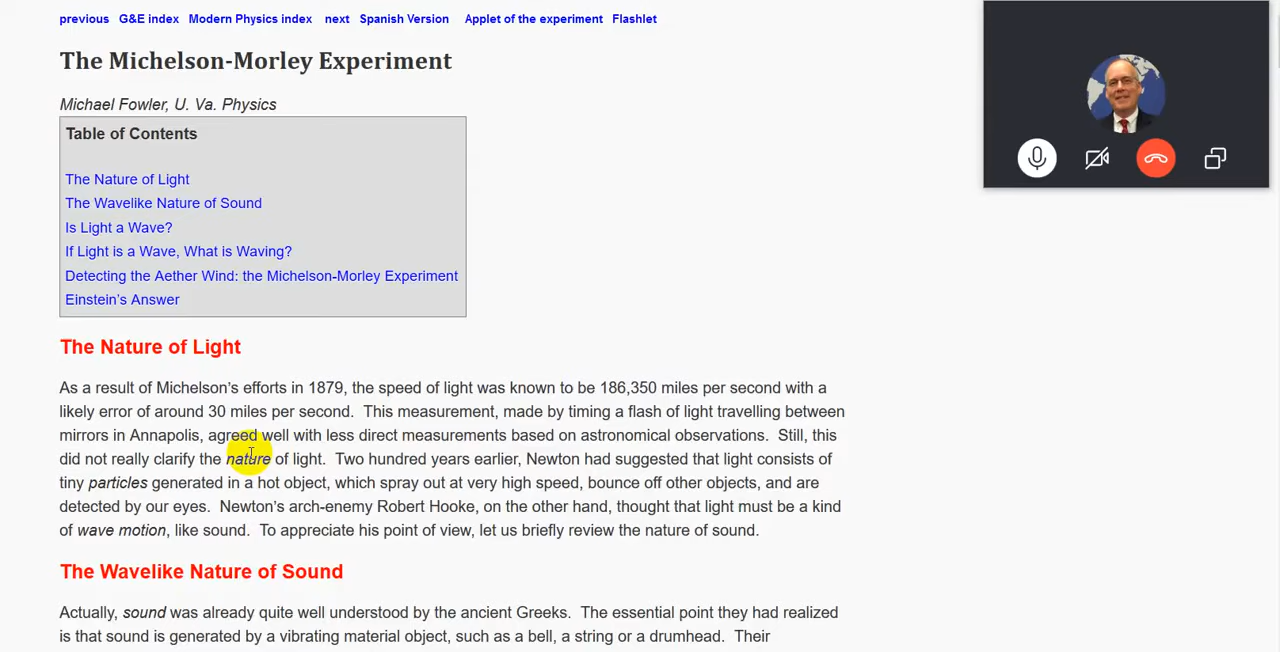 previous G&E index Modern Physics index next Spanish Version Applet of the experiment Flashlet
The Michelson-Morley Experiment
Michael Fowler, U. Va. Physics
Table of Contents
The Nature of Light
The Wavelike Nature of Sound
Is Light a Wave?
If Light is a Wave, What is Waving?
Detecting the Aether Wind: the Michelson-Morley Experiment
Einstein’s Answer
The Nature of Light
As a result of Michelson’s efforts in 1879, the speed of light was known to be 186,350 miles per second with a
likely error of around 30 miles per second.  This measurement, made by timing a flash of light travelling between
mirrors in Annapolis, agreed well with less direct measurements based on astronomical observations.  Still, this
did not really clarify the nature of light.  Two hundred years earlier, Newton had suggested that light consists of
tiny particles generated in a hot object, which spray out at very high speed, bounce off other objects, and are
detected by our eyes.  Newton’s arch-enemy Robert Hooke, on the other hand, thought that light must be a kind
of wave motion, like sound.  To appreciate his point of view, let us briefly review the nature of sound.
The Wavelike Nature of Sound
Actually, sound was already quite well understood by the ancient Greeks.  The essential point they had realized
is that sound is generated by a vibrating material object, such as a bell, a string or a drumhead.  Their